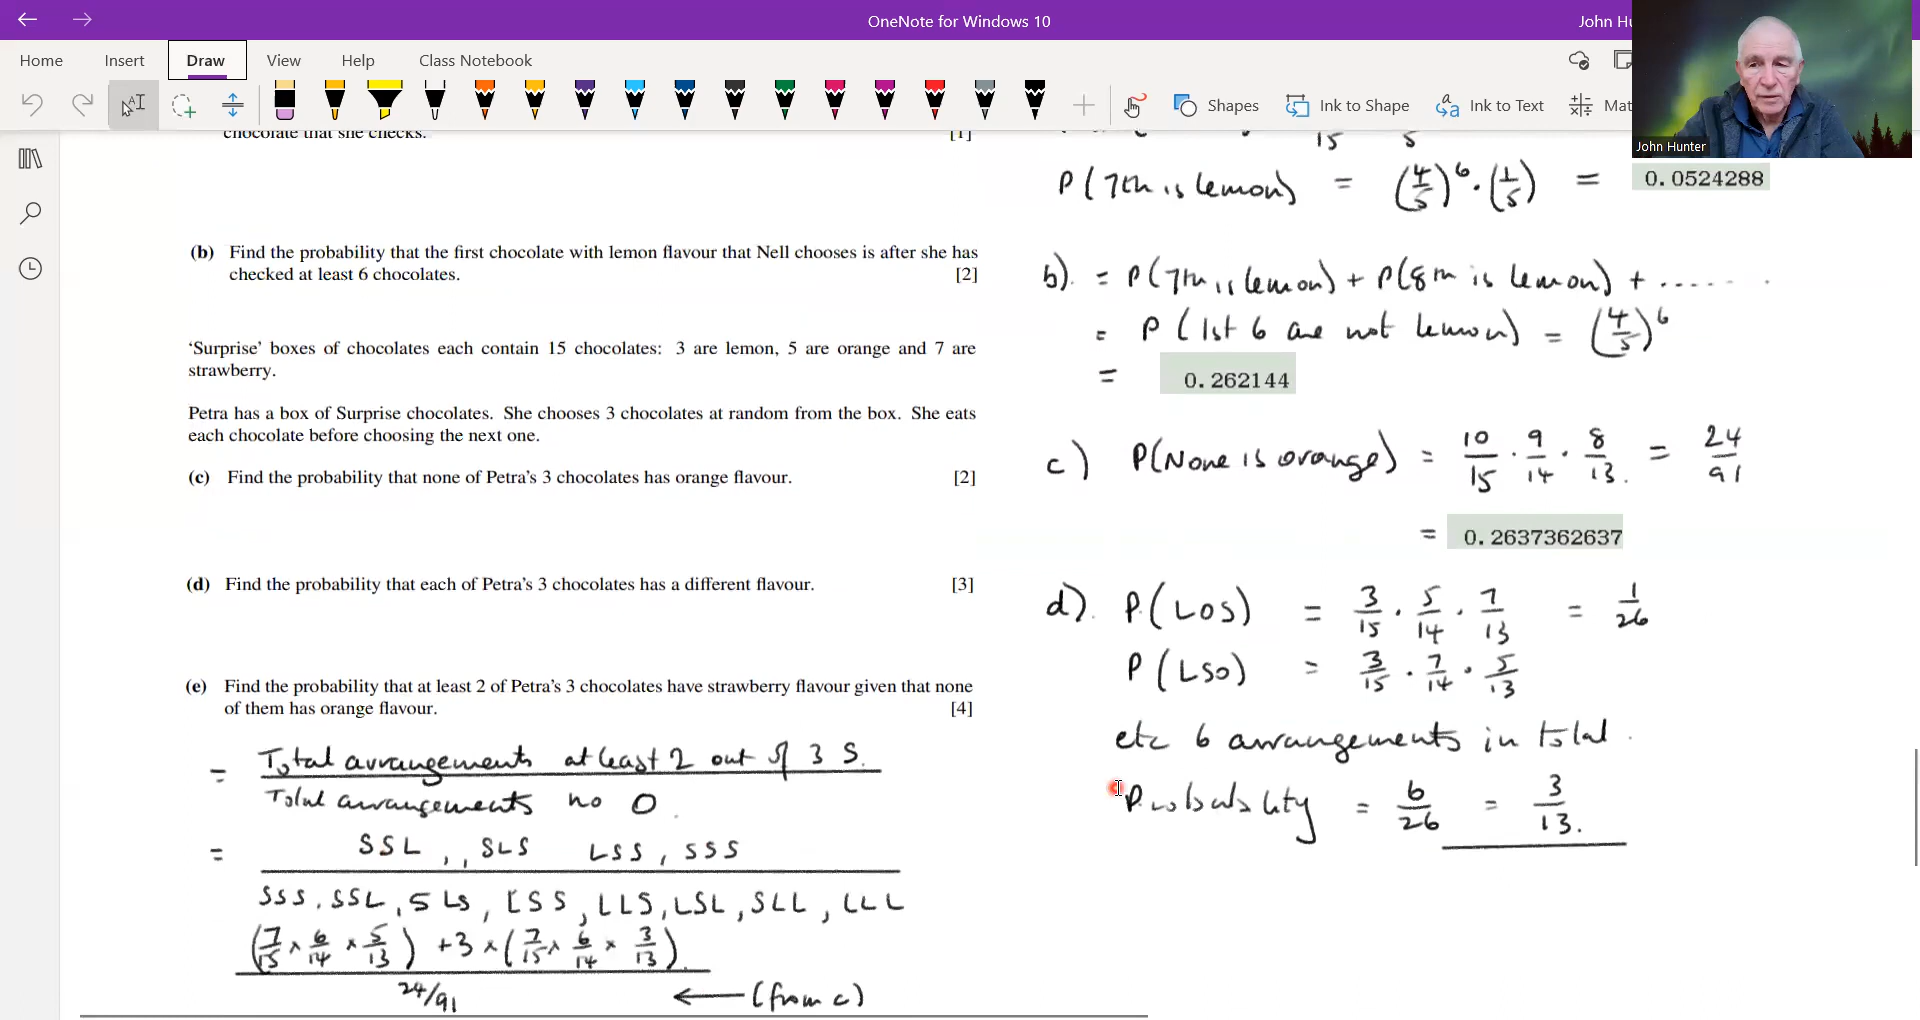 OneNote for Windows 10
John Hu
Home Insert Draw View Help Class Notebook
Shapes Ink to Shape Ink to Text Mat
John Hunter
chocolate that she checks. [1]
15 5
P(7th is lemon) = (4/5)^6 · (1/5) = 0.0524288
(b) Find the probability that the first chocolate with lemon flavour that Nell chooses is after she has
checked at least 6 chocolates. [2]
‘Surprise’ boxes of chocolates each contain 15 chocolates: 3 are lemon, 5 are orange and 7 are
strawberry.
Petra has a box of Surprise chocolates. She chooses 3 chocolates at random from the box. She eats
each chocolate before choosing the next one.
(c) Find the probability that none of Petra’s 3 chocolates has orange flavour. [2]
(d) Find the probability that each of Petra’s 3 chocolates has a different flavour. [3]
(e) Find the probability that at least 2 of Petra’s 3 chocolates have strawberry flavour given that none
of them has orange flavour. [4]
= Total arrangements at least 2 out of 3 S.
Total arrangements no O.
= SSL, SLS LSS, SSS
SSS, SSL, SLS, LSS, LLS, LSL, SLL, LLL
(7/15 × 6/14 × 5/13) + 3 × (7/15 × 6/14 × 3/13)
24/91 ← (from c)
b). = P(7th is lemon) + P(8th is lemon) + ......
= P(1st 6 are not lemon) = (4/5)^6
= 0.262144
c) P(None is orange) = 10/15 · 9/14 · 8/13. = 24/91
= 0.2637362637
d). P(LOS) = 3/15 · 5/14 · 7/13 = 1/26
P(LSO) = 3/15 · 7/14 · 5/13
etc 6 arrangements in total.
Probability = 6/26 = 3/13.